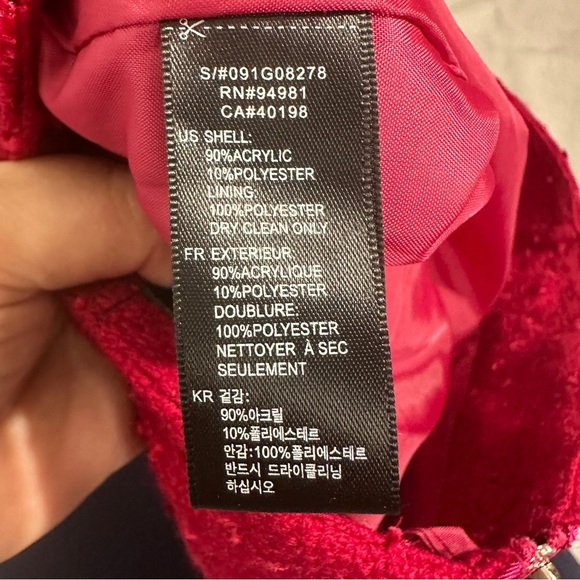 S/#091G08278
RN#94981
CA#40198
US SHELL:
90%ACRYLIC
10%POLYESTER
LINING:
100%POLYESTER
DRY CLEAN ONLY
FR EXTERIEUR
90%ACRYLIQUE
10%POLYESTER
DOUBLURE:
100%POLYESTER
NETTOYER À SEC
SEULEMENT
KR 겉감:
90%아크릴
10%폴리에스테르
안감:100%폴리에스테르
반드시 드라이클리닝
하십시오